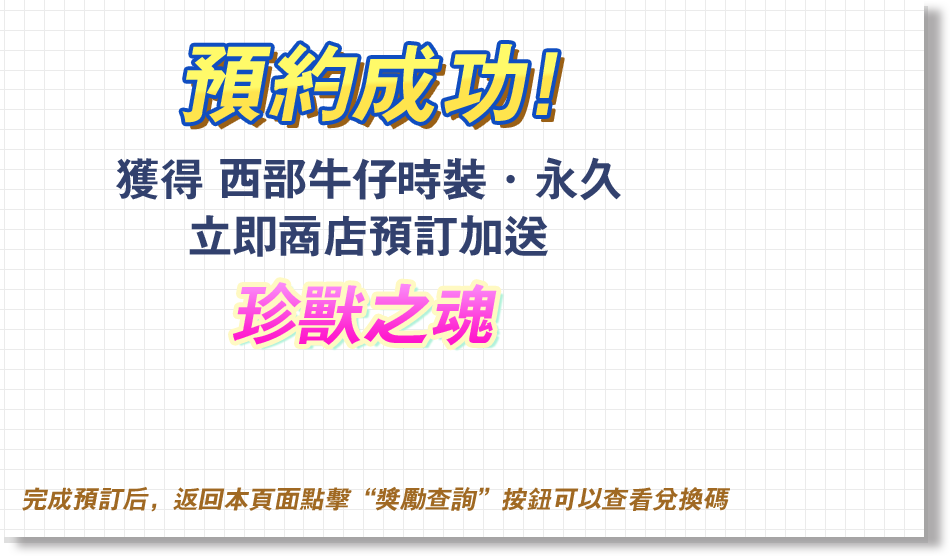 預約成功!
獲得 西部牛仔時裝·永久
立即商店預訂加送
珍獸之魂
完成預訂后，返回本頁面點擊“獎勵查詢”按鈕可以查看兌換碼